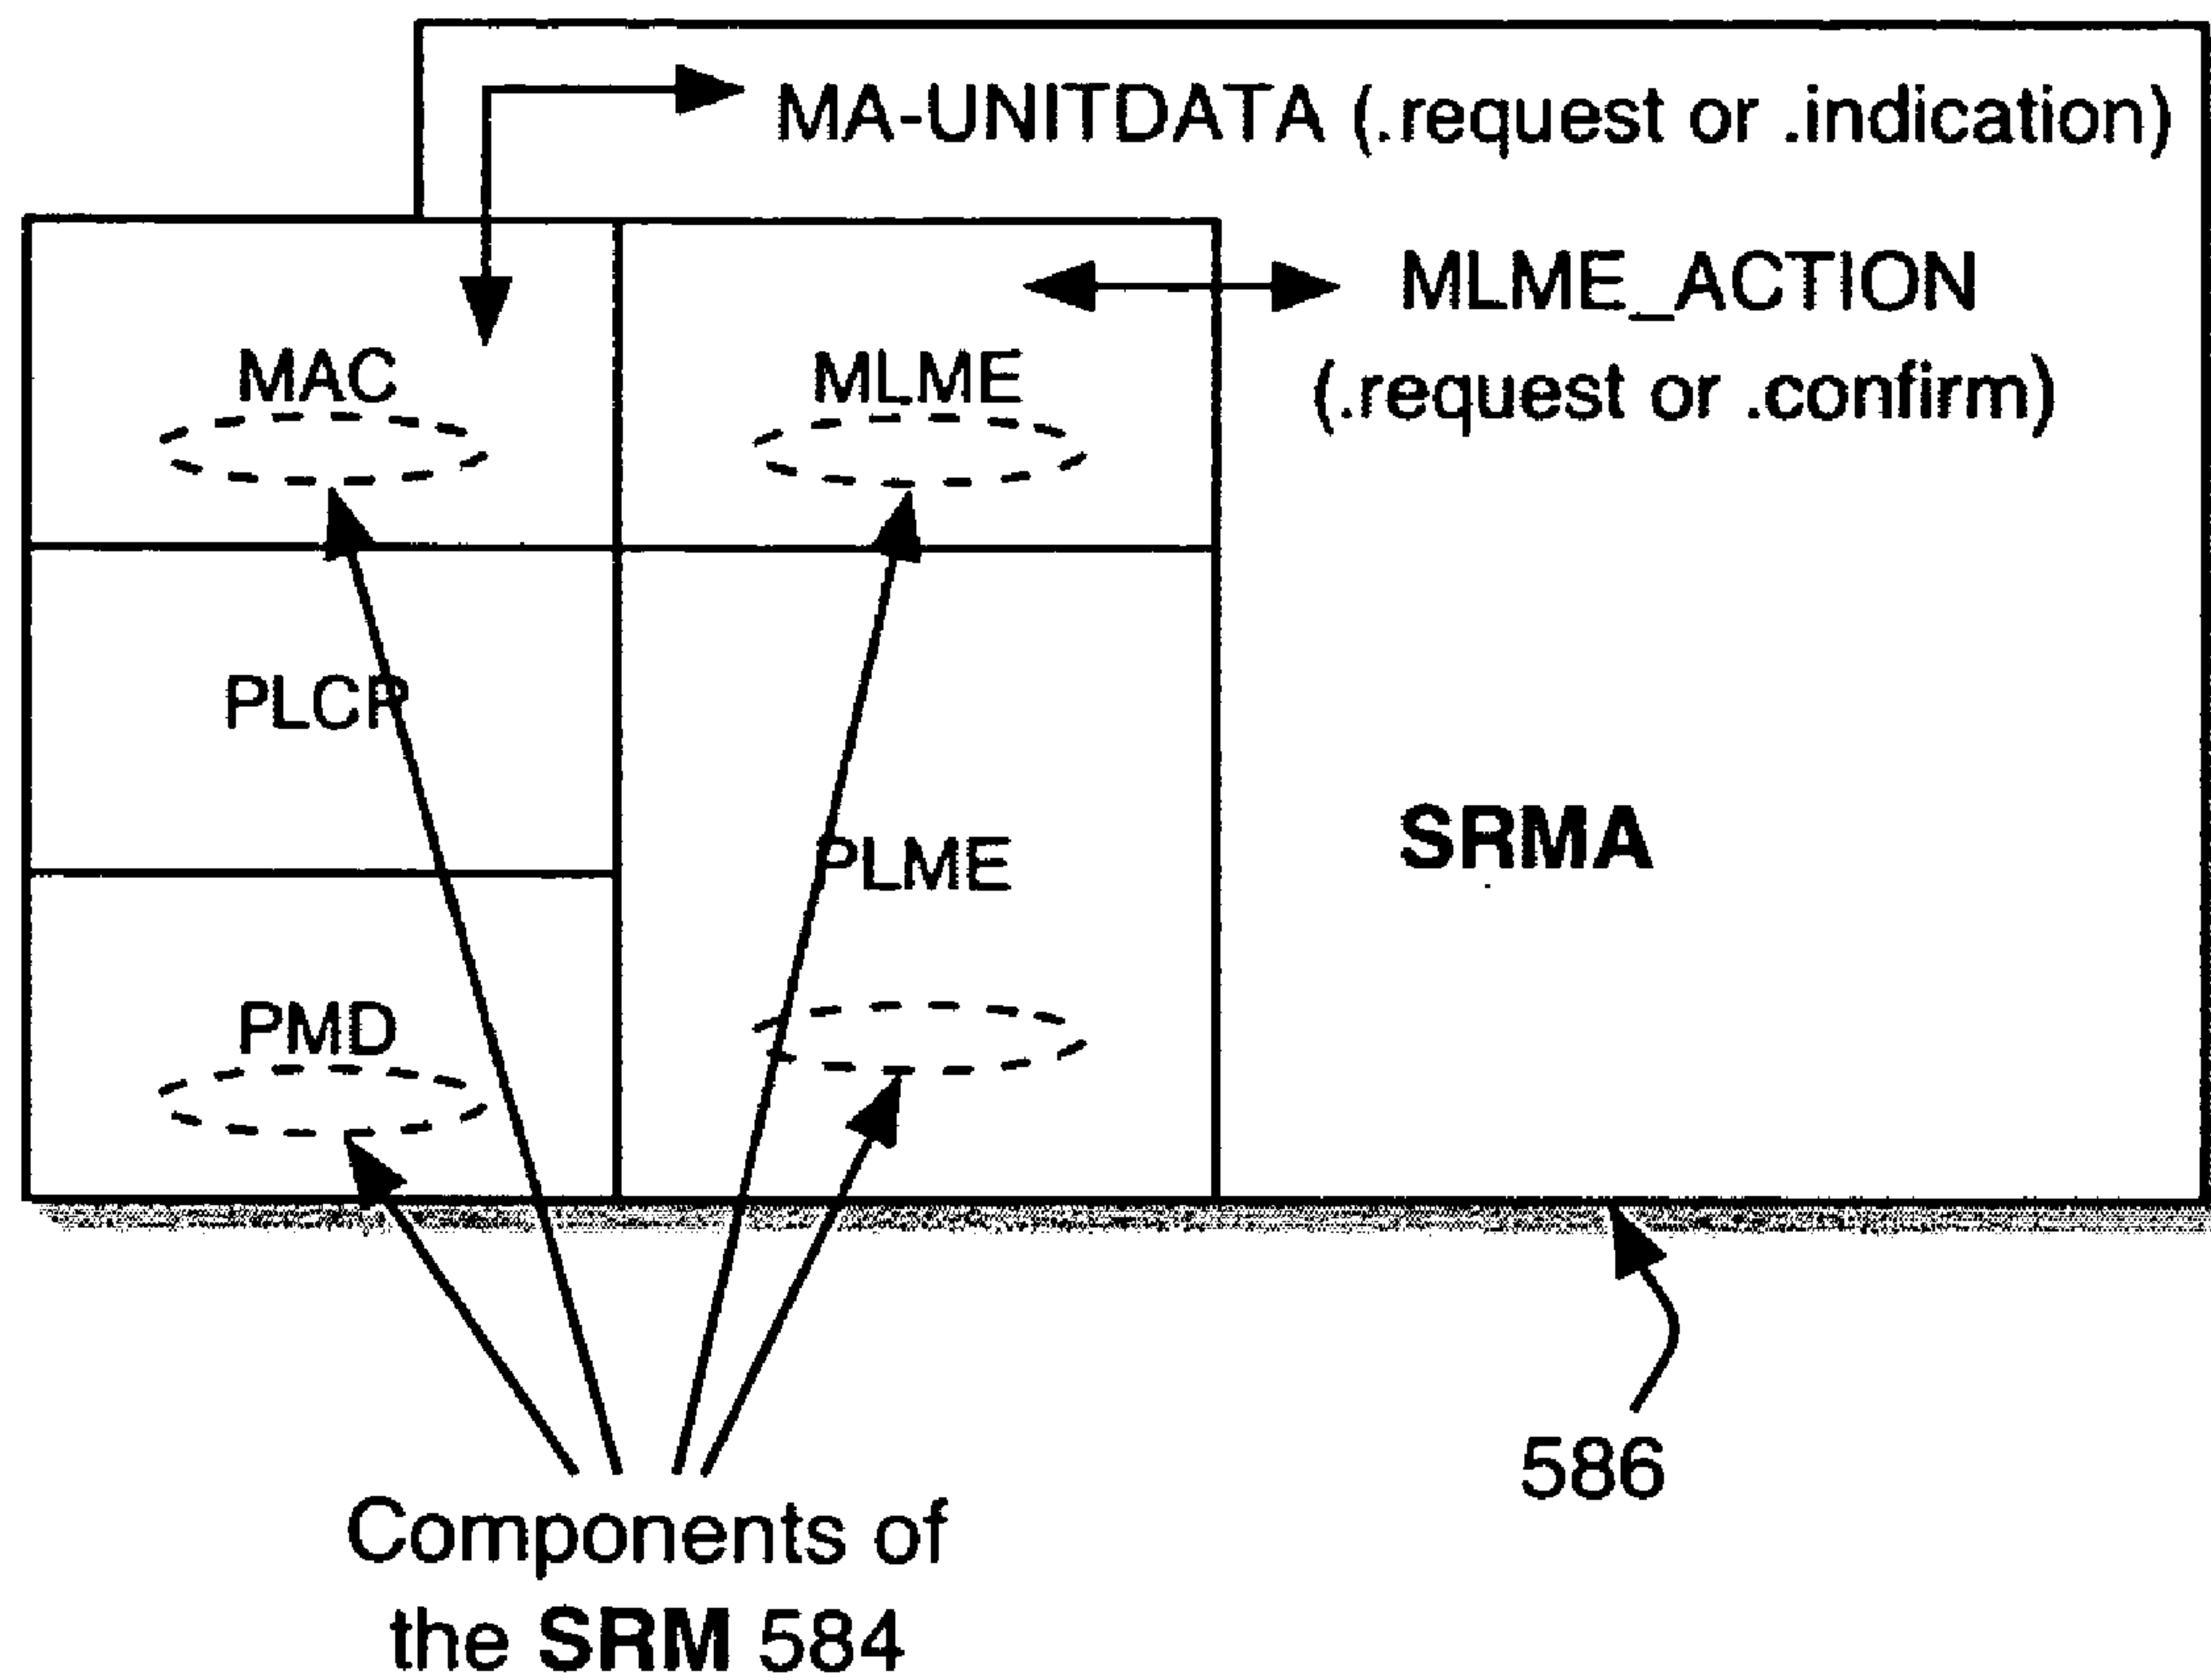 MA-UNITDATA (.request or .indication)
MLME_ACTION
(.request or .confirm)
MAC
MLME
PLCP
PLME
SRMA
PMD
586
Components of
the SRM 584